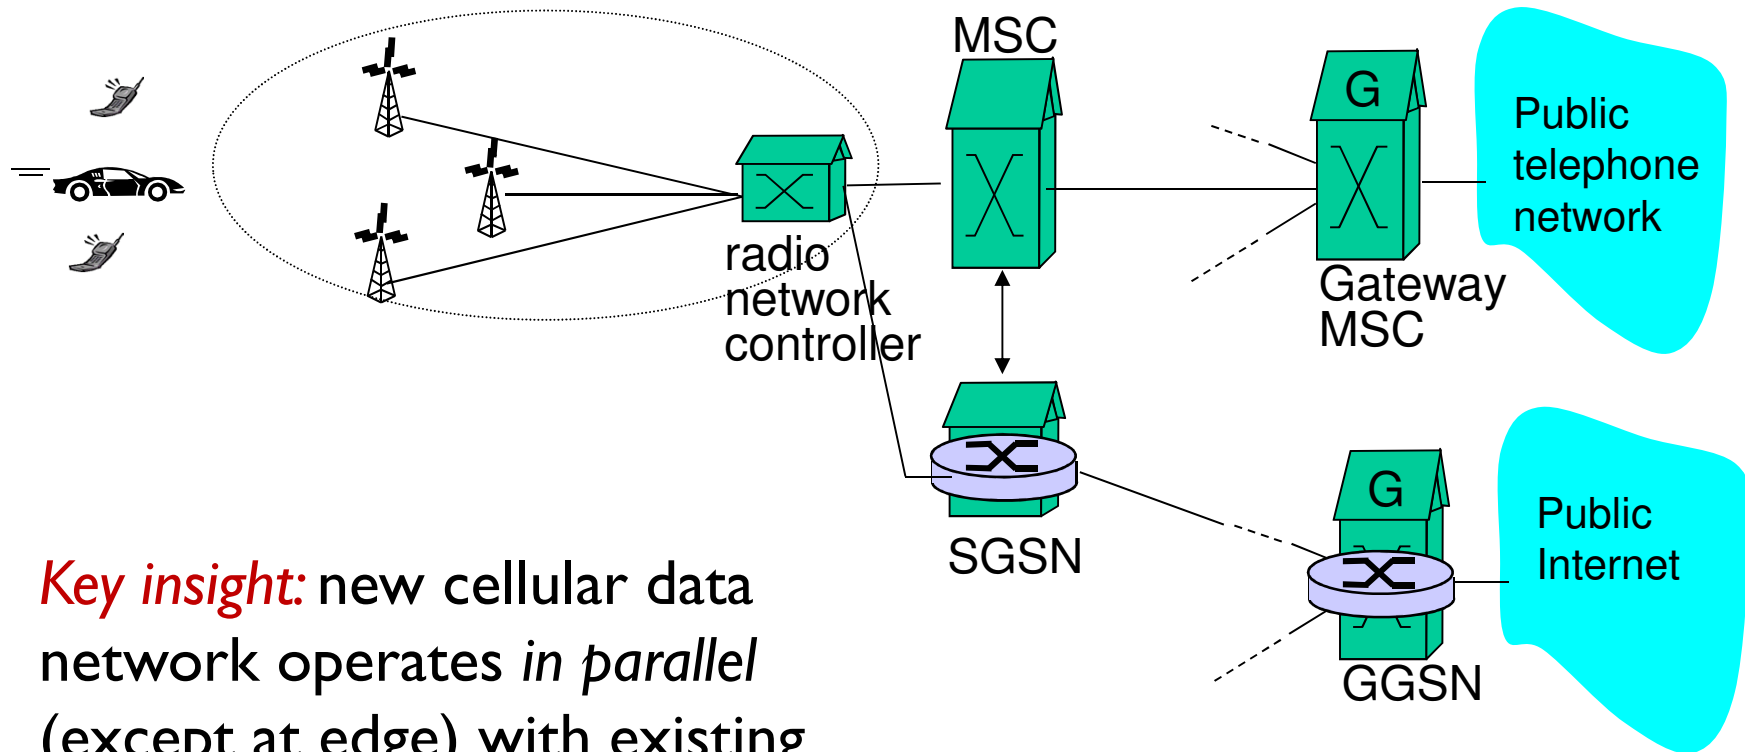 MSC
G
Public
telephone
network
radio
network
controller
Gateway
MSC
G
Public
Internet
SGSN
GGSN
Key insight: new cellular data
network operates in parallel
(except at edge) with existing